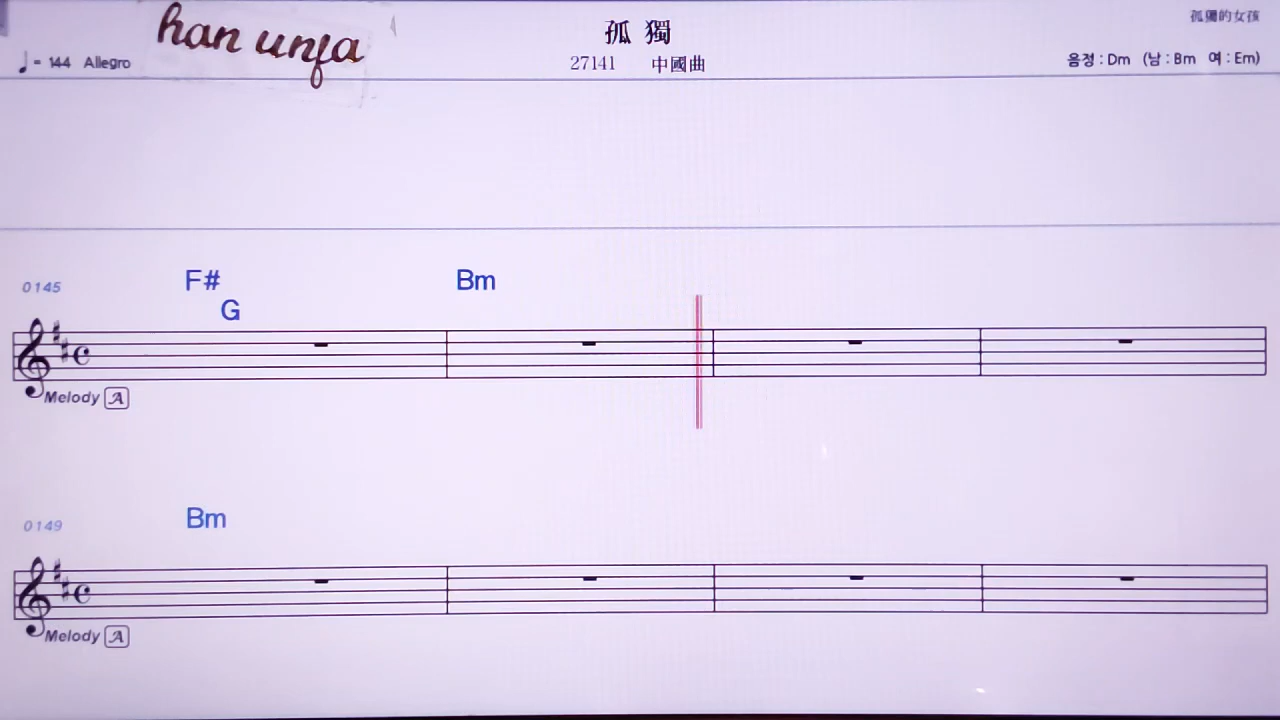 han unfa
孤獨
孤獨的女孩
♩= 144 Allegro
27141 中國曲
음정 : Dm (남 : Bm 여 : Em)
0145 F# Bm
G
Melody A
0149 Bm
Melody A